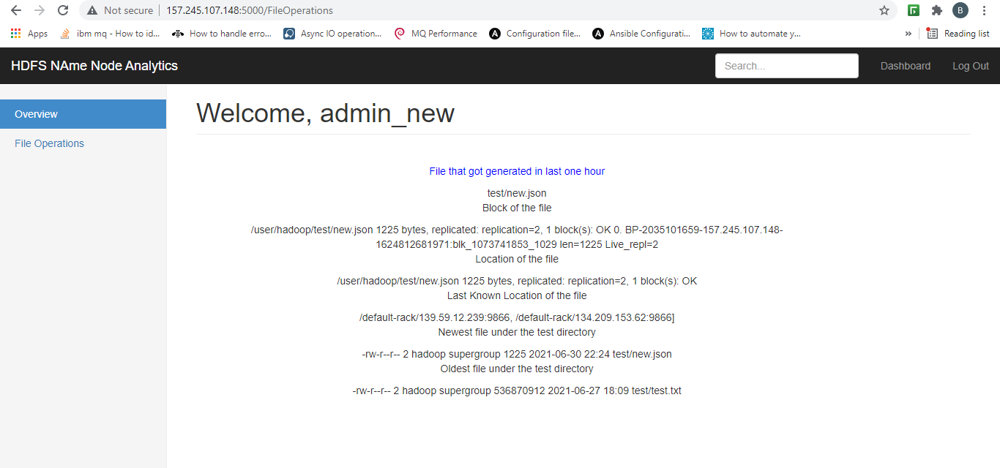 Not secure 157.245.107.148:5000/FileOperations B
Apps ibm mq - How to id... How to handle erro... Async IO operation... MQ Performance Configuration file... Ansible Configurati... How to automate y... » Reading list
HDFS NAme Node Analytics Search... Dashboard Log Out
Overview
File Operations
Welcome, admin_new
File that got generated in last one hour
test/new.json
Block of the file
/user/hadoop/test/new.json 1225 bytes, replicated: replication=2, 1 block(s): OK 0. BP-2035101659-157.245.107.148-
1624812681971:blk_1073741853_1029 len=1225 Live_repl=2
Location of the file
/user/hadoop/test/new.json 1225 bytes, replicated: replication=2, 1 block(s): OK
Last Known Location of the file
/default-rack/139.59.12.239:9866, /default-rack/134.209.153.62:9866]
Newest file under the test directory
-rw-r--r-- 2 hadoop supergroup 1225 2021-06-30 22:24 test/new.json
Oldest file under the test directory
-rw-r--r-- 2 hadoop supergroup 536870912 2021-06-27 18:09 test/test.txt